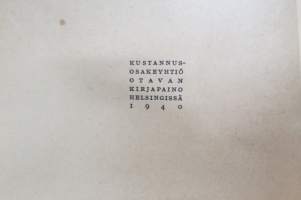 KUSTANNUS-
OSAKEYHTIÖ
OTAVAN
KIRJAPAINO
HELSINGISSÄ
1940